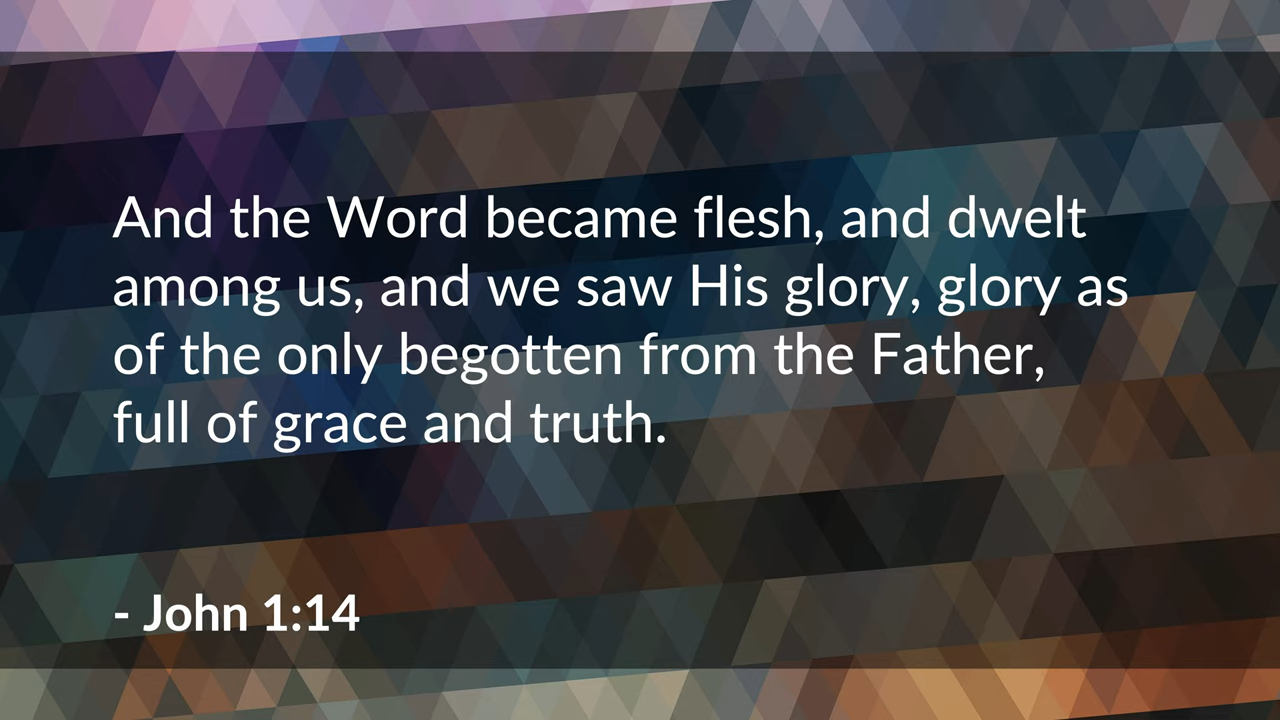 And the Word became flesh, and dwelt
among us, and we saw His glory, glory as
of the only begotten from the Father,
full of grace and truth.
- John 1:14